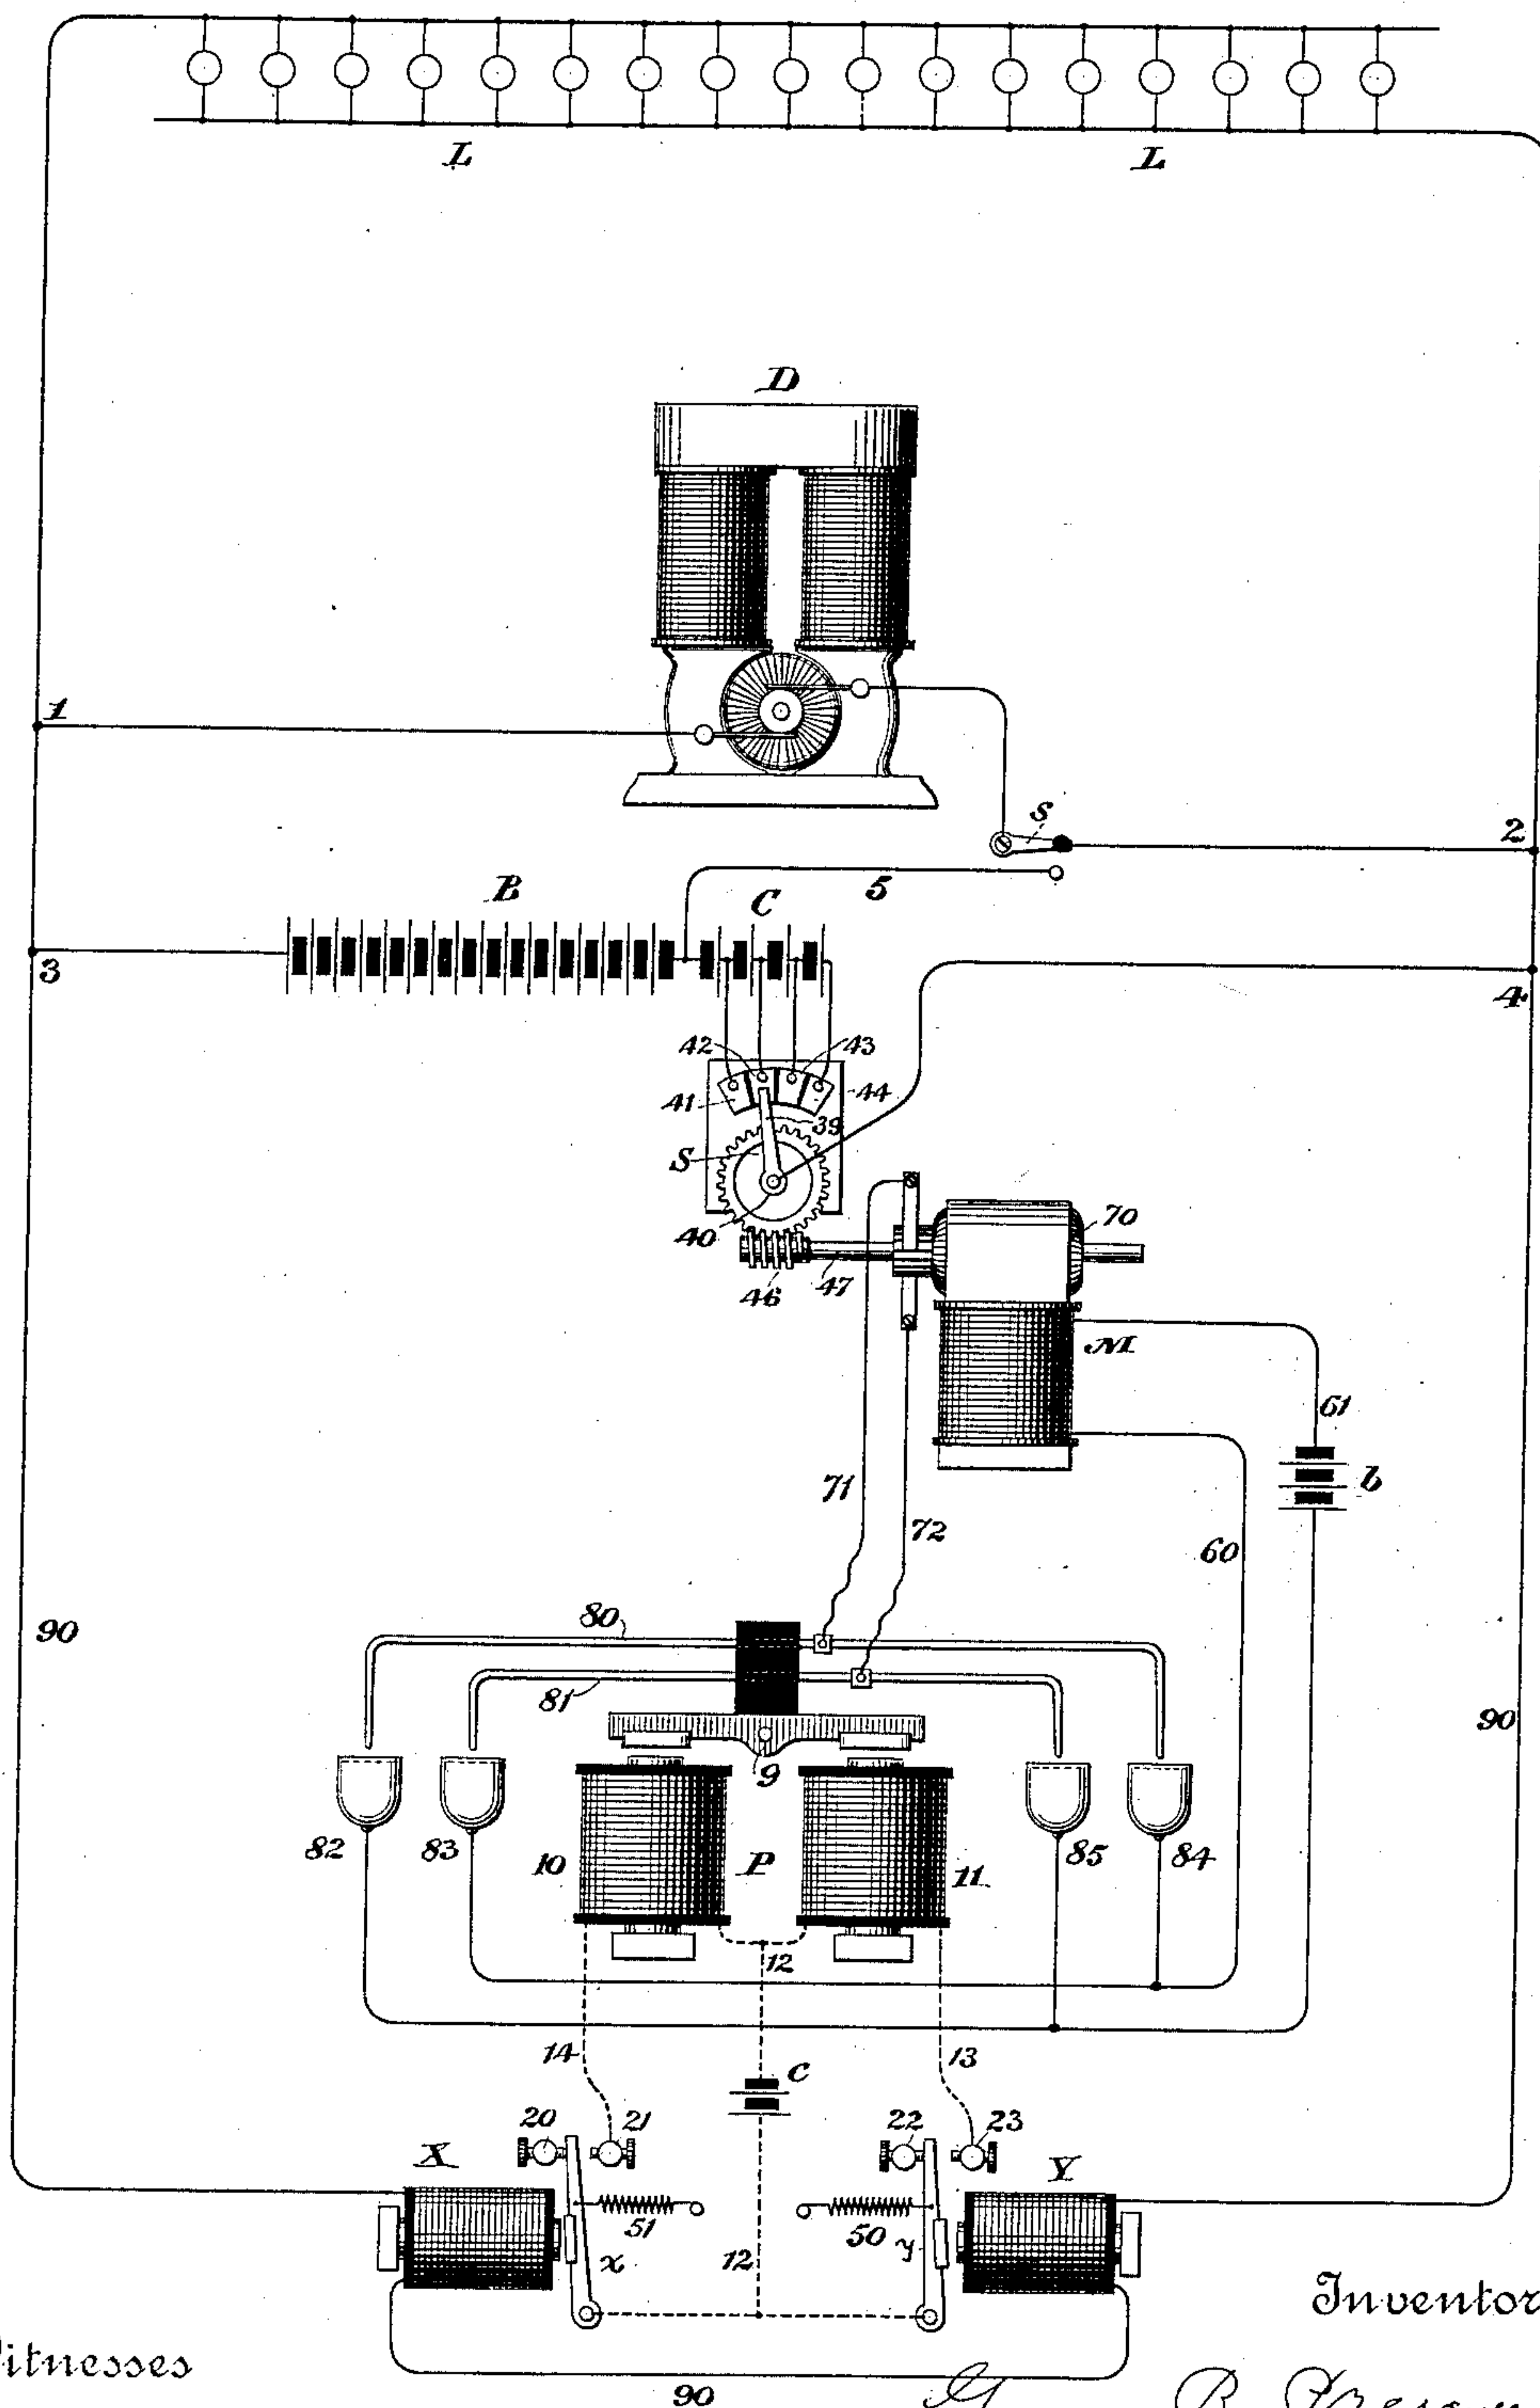 L L
D
1
s
2
B C 5
3
4
42 43
41 44
39
S
40
46 47
70
M
61
b
71
72
60
90
80
81
90
9
82 83 10 P 11 85 84
12
14 13
c
20 21 22 23
X Y
51 50
x 12 y
Inventor
itnesses
90